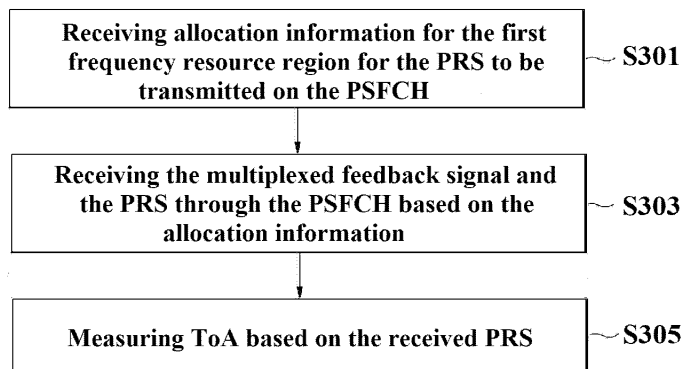 Receiving allocation information for the first
frequency resource region for the PRS to be
transmitted on the PSFCH
S301
Receiving the multiplexed feedback signal and
the PRS through the PSFCH based on the
allocation information
S303
Measuring ToA based on the received PRS
S305